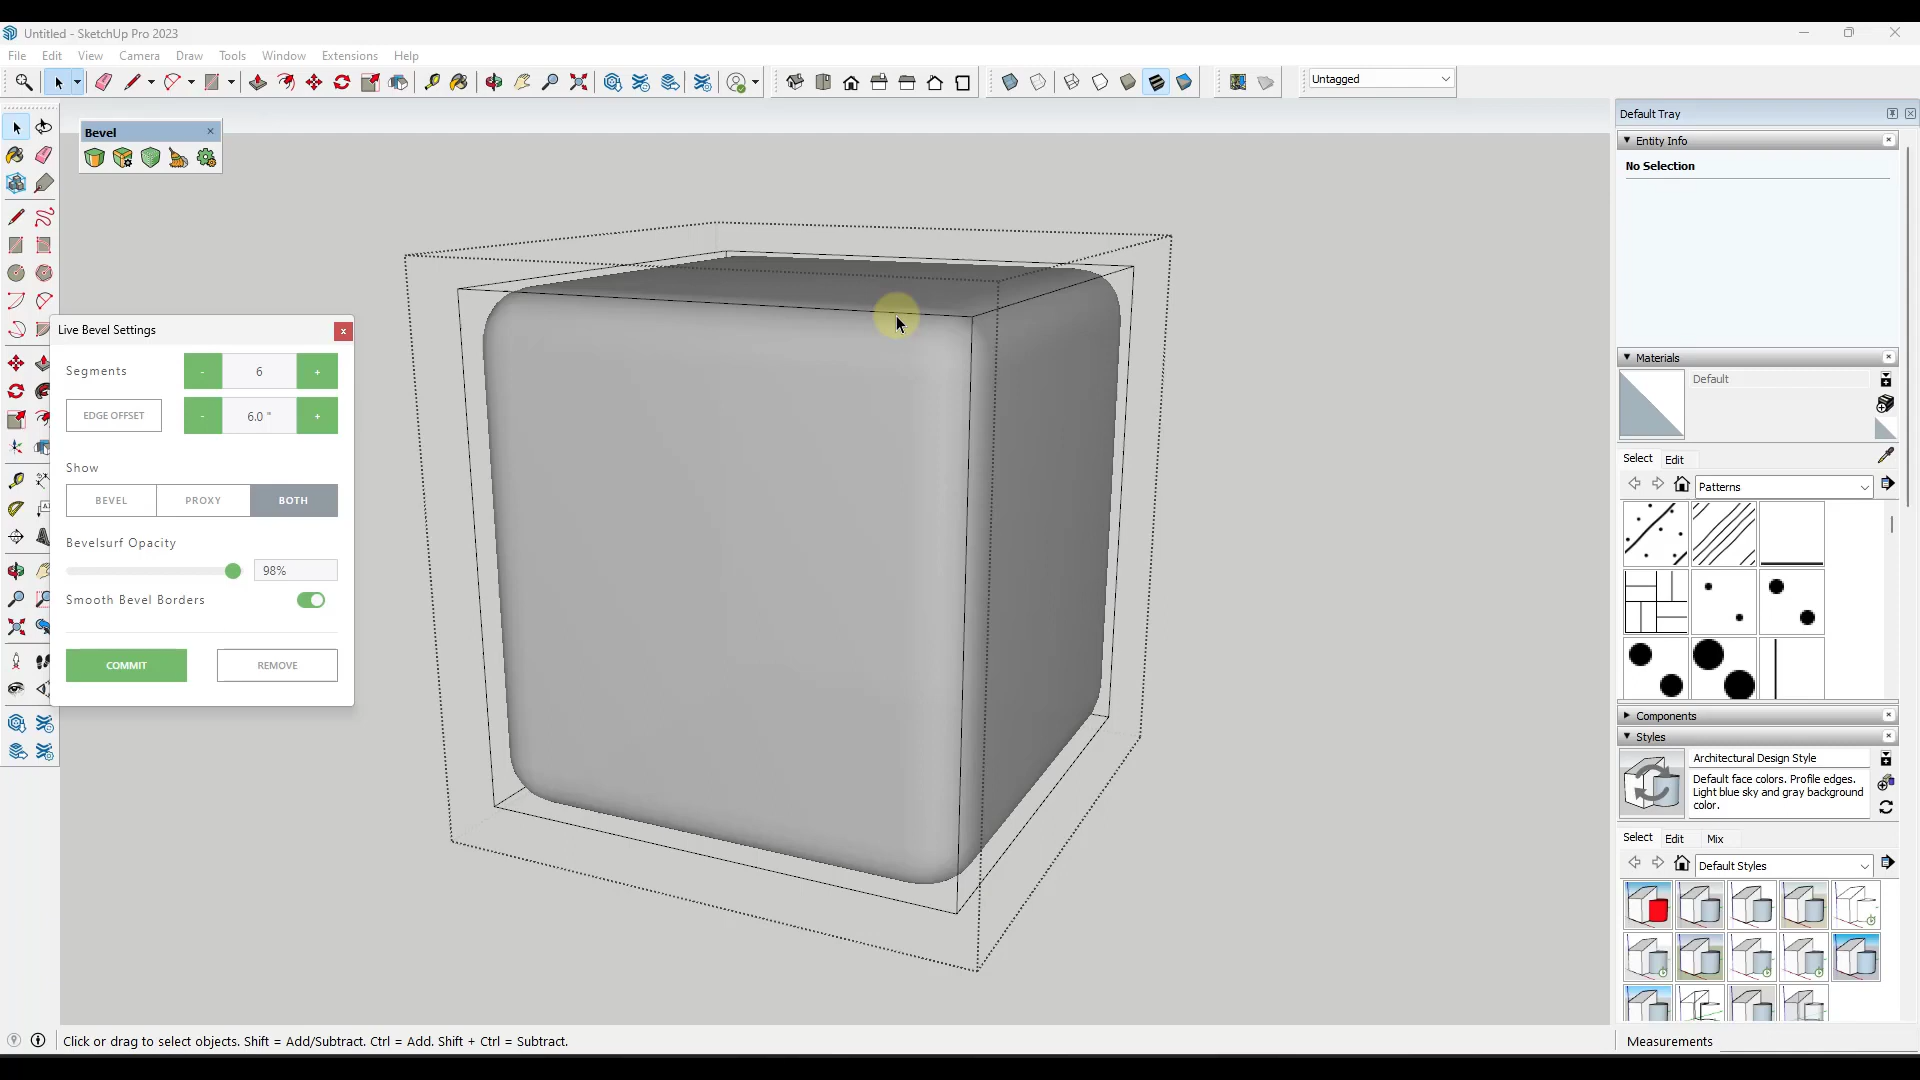 Untitled - SketchUp Pro 2023
File Edit View Camera Draw Tools Window Extensions Help
Untagged
Default Tray
Bevel
Entity Info
No Selection
Live Bevel Settings
Segments - 6 +
EDGE OFFSET - 6.0 " +
Show
BEVEL PROXY BOTH
Bevelsurf Opacity
98%
Smooth Bevel Borders
COMMIT REMOVE
Materials
Default
Select Edit
Patterns
Components
Styles
Architectural Design Style
Default face colors. Profile edges.
Light blue sky and gray background
color.
Select Edit Mix
Default Styles
Click or drag to select objects. Shift = Add/Subtract. Ctrl = Add. Shift + Ctrl = Subtract.
Measurements